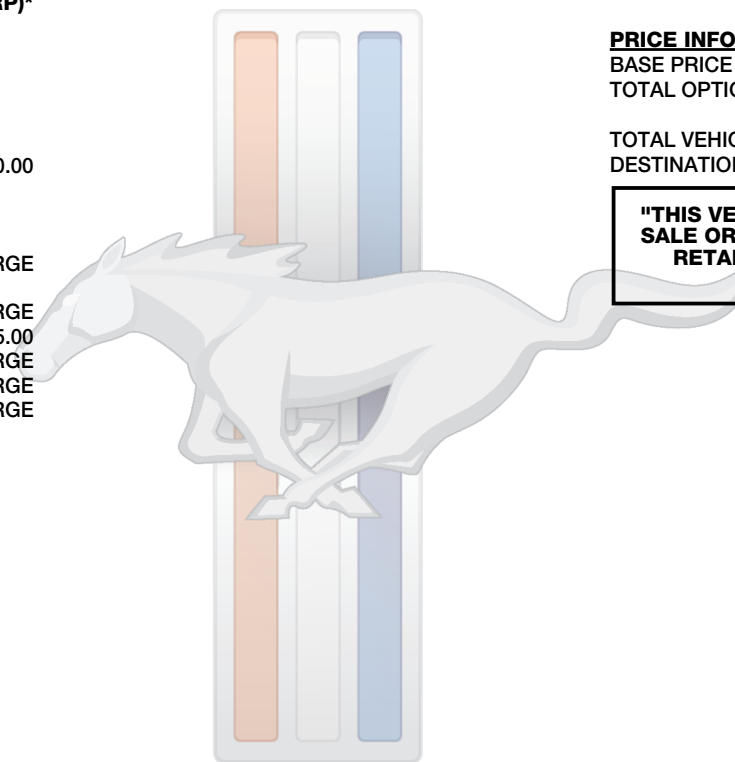 RP)*
0.00
RGE
RGE
5.00
RGE
RGE
RGE
PRICE INFO
BASE PRICE
TOTAL OPTIO
TOTAL VEHIC
DESTINATION
"THIS VE
SALE OR
RETAI